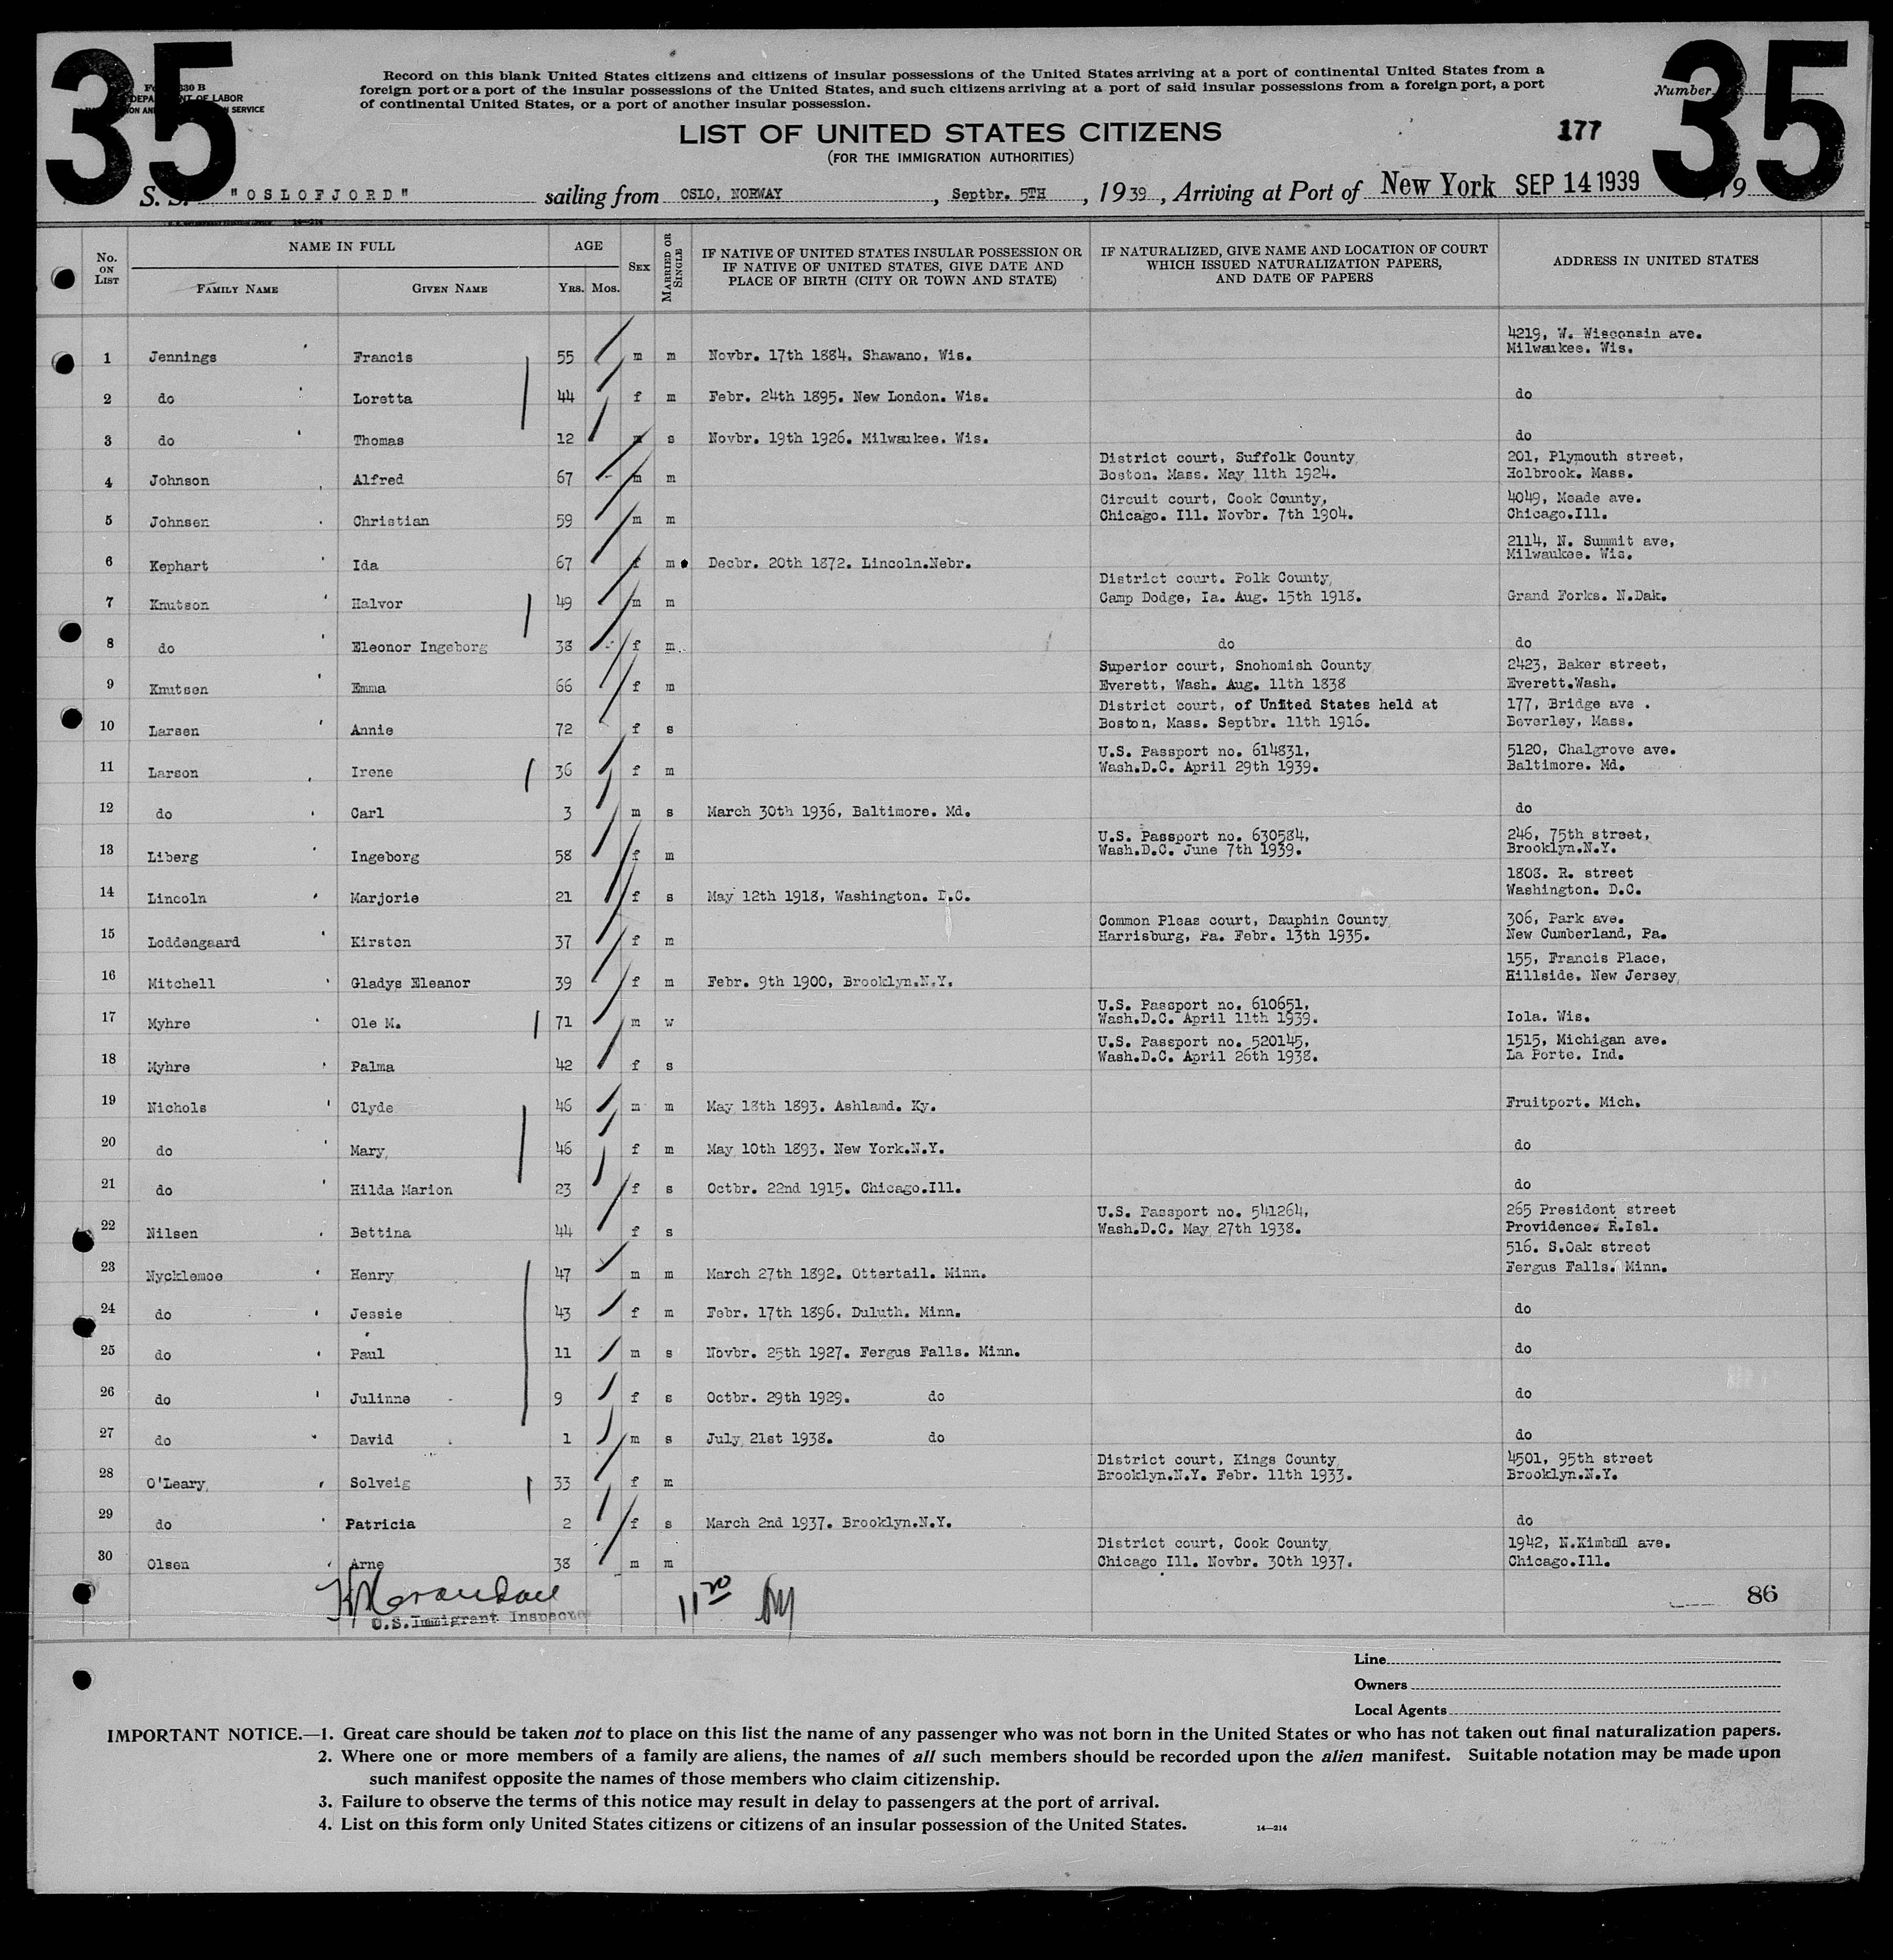 35
35
Record on this blank United States citizens and citizens of insular possessions of the United States arriving at a port of continental United States from a
foreign port or a port of the insular possessions of the United States, and such citizens arriving at a port of said insular possessions from a foreign port, a port
of continental United States, or a port of another insular possession.
Number
LIST OF UNITED STATES CITIZENS
177
(FOR THE IMMIGRATION AUTHORITIES)
S. S. "OSLOFJORD" sailing from OSLO, NORWAY, Septbr. 5TH, 1939, Arriving at Port of New York SEP 14 1939, 19
No. ON LIST NAME IN FULL FAMILY NAME GIVEN NAME AGE YRS. MOS. SEX MARRIED OR SINGLE IF NATIVE OF UNITED STATES INSULAR POSSESSION OR IF NATIVE OF UNITED STATES, GIVE DATE AND PLACE OF BIRTH (CITY OR TOWN AND STATE) IF NATURALIZED, GIVE NAME AND LOCATION OF COURT WHICH ISSUED NATURALIZATION PAPERS, AND DATE OF PAPERS ADDRESS IN UNITED STATES
1 Jennings Francis 55 m m Novbr. 17th 1884. Shawano, Wis. 4219, W. Wisconsin ave. Milwaukee. Wis.
2 do Loretta 44 f m Febr. 24th 1895. New London. Wis. do
3 do Thomas 12 m s Novbr. 19th 1926. Milwaukee. Wis. do
4 Johnson Alfred 67 m m District court, Suffolk County, Boston. Mass. May 11th 1924. 201, Plymouth street, Holbrook. Mass.
5 Johnsen Christian 59 m m Circuit court, Cook County, Chicago. Ill. Novbr. 7th 1904. 4049, Meade ave. Chicago.Ill.
6 Kephart Ida 67 f m Decbr. 20th 1872. Lincoln.Nebr. 2114, N. Summit ave, Milwaukee. Wis.
7 Knutson Halvor 49 m m District court. Polk County, Camp Dodge, Ia. Aug. 15th 1918. Grand Forks. N.Dak.
8 do Eleonor Ingeborg 38 f m. do do
9 Knutsen Emma 66 f m Superior court, Snohomish County, Everett, Wash. Aug. 11th 1838 2423, Baker street, Everett.Wash.
10 Larsen Annie 72 f s District court, of United States held at Boston, Mass. Septbr. 11th 1916. 177, Bridge ave . Beverley, Mass.
11 Larson Irene 36 f m U.S. Passport no. 614831, Wash.D.C. April 29th 1939. 5120, Chalgrove ave. Baltimore. Md.
12 do Carl 3 m s March 30th 1936, Baltimore. Md. do
13 Liberg Ingeborg 58 f m U.S. Passport no. 630584, Wash.D.C. June 7th 1939. 246, 75th street, Brooklyn.N.Y.
14 Lincoln Marjorie 21 f s May 12th 1918, Washington. D.C. 1808. R. street Washington. D.C.
15 Loddengaard Kirsten 37 f m Common Pleas court, Dauphin County, Harrisburg, Pa. Febr. 13th 1935. 306, Park ave. New Cumberland, Pa.
16 Mitchell Gladys Eleanor 39 f m Febr. 9th 1900, Brooklyn.N.Y. 155, Francis Place, Hillside. New Jersey,
17 Myhre Ole M. 71 m w U.S. Passport no. 610651, Wash.D.C. April 11th 1939. Iola. Wis.
18 Myhre Palma 42 f s U.S. Passport no. 520145, Wash.D.C. April 26th 1938. 1515, Michigan ave. La Porte. Ind.
19 Nichols Clyde 46 m m May 18th 1893. Ashland. Ky. Fruitport. Mich.
20 do Mary, 46 f m May 10th 1893. New York.N.Y. do
21 do Hilda Marion 23 f s Octbr. 22nd 1915. Chicago.Ill. do
22 Nilsen Bettina 44 f s U.S. Passport no. 541264, Wash.D.C. May 27th 1938. 265 President street Providence. R.Isl.
23 Nycklemoe Henry, 47 m m March 27th 1892. Ottertail. Minn. 516. S.Oak street Fergus Falls. Minn.
24 do Jessie 43 f m Febr. 17th 1896. Duluth. Minn. do
25 do Paul 11 m s Novbr. 25th 1927. Fergus Falls. Minn. do
26 do Julinne 9 f s Octbr. 29th 1929. do do
27 do David 1 m s July 21st 1938. do do
28 O'Leary, Solveig 33 f m District court, Kings County, Brooklyn.N.Y. Febr. 11th 1933. 4501, 95th street Brooklyn.N.Y.
29 do Patricia 2 f s March 2nd 1937. Brooklyn.N.Y. do
30 Olsen Arne 38 m m District court, Cook County, Chicago Ill. Novbr. 30th 1937. 1942, N.Kimball ave. Chicago.Ill.
U.S. Immigrant Inspector
86
Line
Owners
Local Agents
IMPORTANT NOTICE.—1. Great care should be taken not to place on this list the name of any passenger who was not born in the United States or who has not taken out final naturalization papers.
2. Where one or more members of a family are aliens, the names of all such members should be recorded upon the alien manifest. Suitable notation may be made upon
such manifest opposite the names of those members who claim citizenship.
3. Failure to observe the terms of this notice may result in delay to passengers at the port of arrival.
4. List on this form only United States citizens or citizens of an insular possession of the United States.
14—214